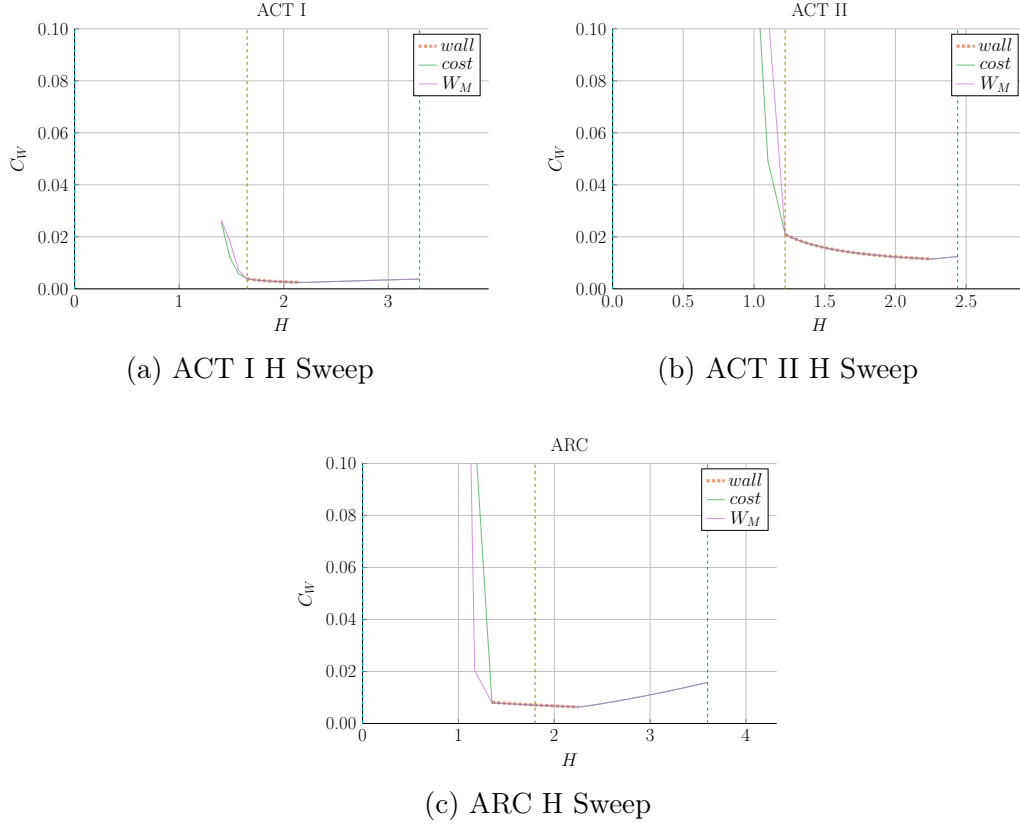 ACT I
0.10
0.08
0.06
0.04
0.02
0.00
C_W
wall
cost
W_M
0 1 2 3
H
(a) ACT I H Sweep
ACT II
0.10
0.08
0.06
0.04
0.02
0.00
C_W
wall
cost
W_M
0.0 0.5 1.0 1.5 2.0 2.5
H
(b) ACT II H Sweep
ARC
0.10
0.08
0.06
0.04
0.02
0.00
C_W
wall
cost
W_M
0 1 2 3 4
H
(c) ARC H Sweep